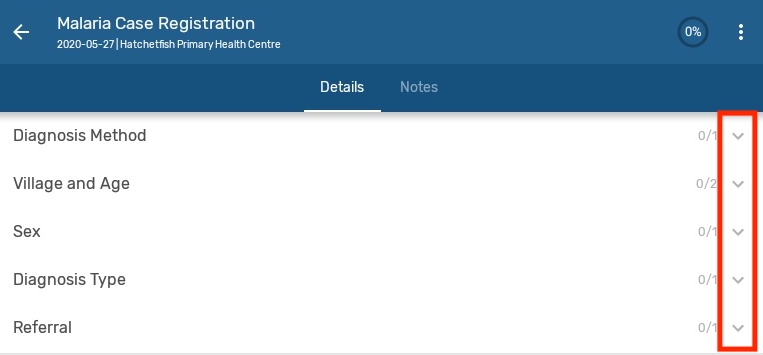 Malaria Case Registration
2020-05-27 | Hatchetfish Primary Health Centre
0%
Details
Notes
Diagnosis Method
0/1
Village and Age
0/2
Sex
0/1
Diagnosis Type
0/1
Referral
0/1